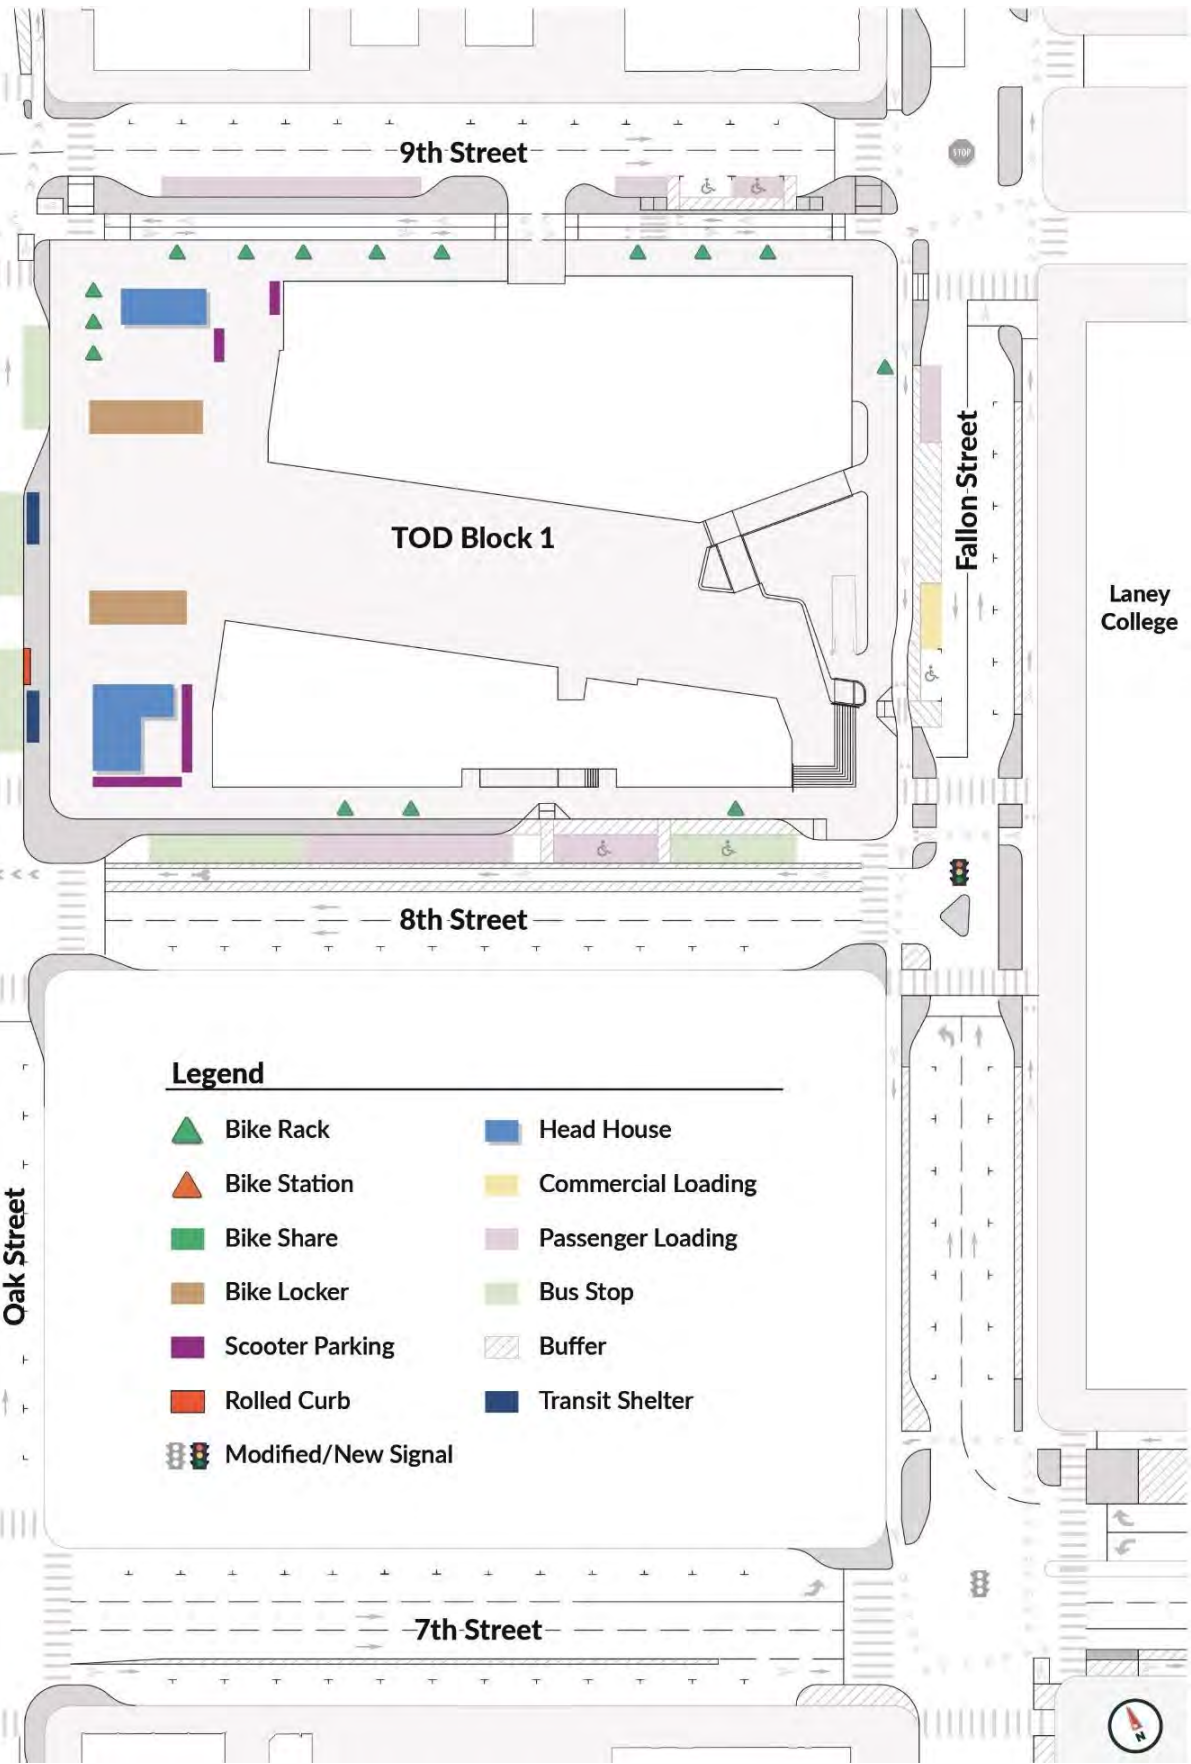 9th Street
STOP
TOD Block 1
Fallon Street
Laney
College
8th Street
Legend
Bike Rack
Head House
Bike Station
Commercial Loading
Bike Share
Passenger Loading
Bike Locker
Bus Stop
Scooter Parking
Buffer
Rolled Curb
Transit Shelter
Modified/New Signal
Oak Street
7th Street
N